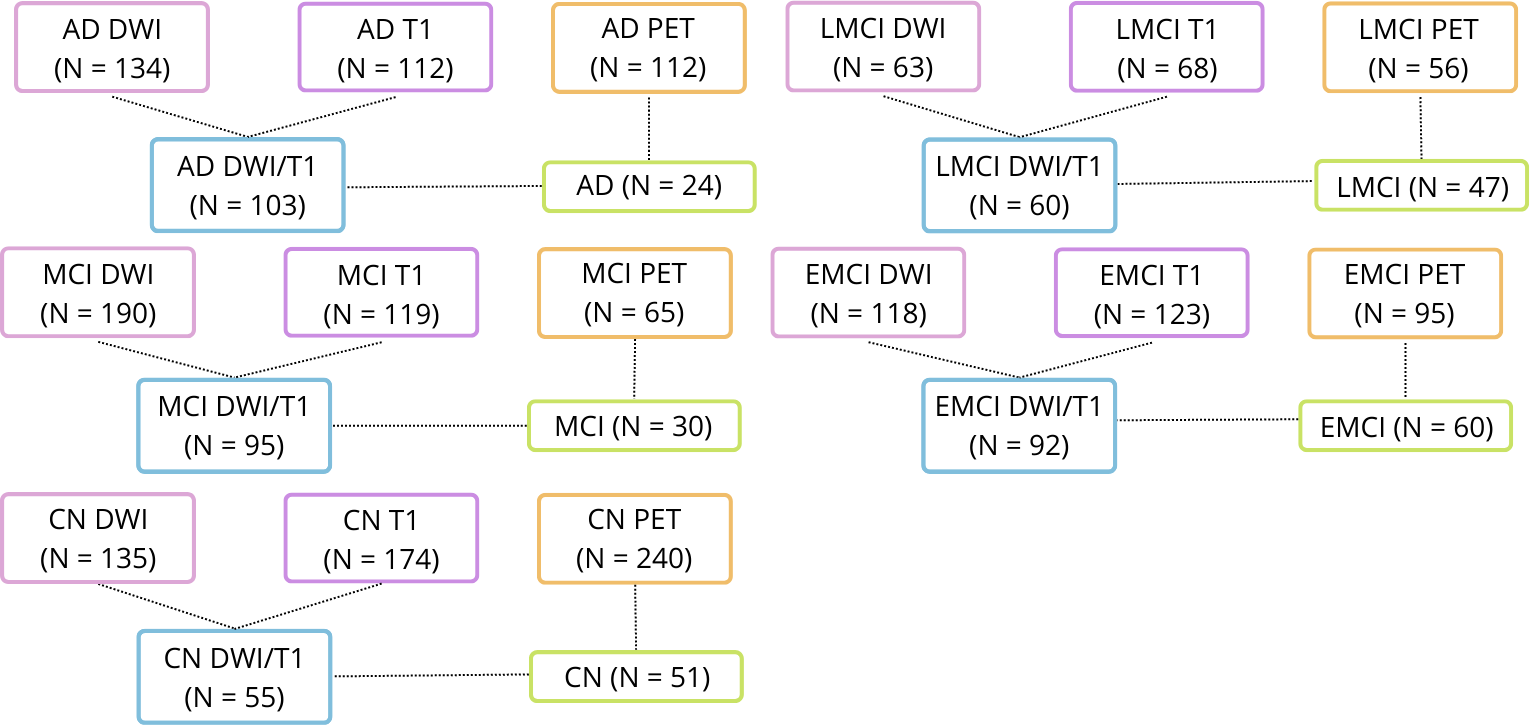 AD DWI
(N = 134)
AD T1
(N = 112)
AD PET
(N = 112)
AD DWI/T1
(N = 103)
AD (N = 24)
LMCI DWI
(N = 63)
LMCI T1
(N = 68)
LMCI PET
(N = 56)
LMCI DWI/T1
(N = 60)
LMCI (N = 47)
MCI DWI
(N = 190)
MCI T1
(N = 119)
MCI PET
(N = 65)
MCI DWI/T1
(N = 95)
MCI (N = 30)
EMCI DWI
(N = 118)
EMCI T1
(N = 123)
EMCI PET
(N = 95)
EMCI DWI/T1
(N = 92)
EMCI (N = 60)
CN DWI
(N = 135)
CN T1
(N = 174)
CN PET
(N = 240)
CN DWI/T1
(N = 55)
CN (N = 51)